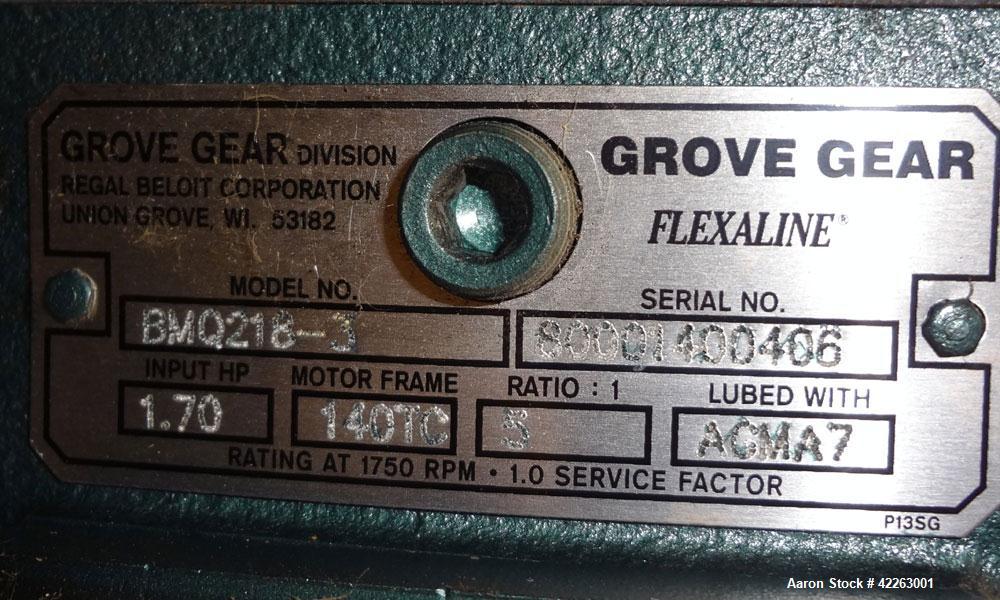 GROVE GEAR DIVISION
REGAL BELOIT CORPORATION
UNION GROVE, WI. 53182
GROVE GEAR
FLEXALINE®
MODEL NO.
BMQ218-3
SERIAL NO.
80001400406
INPUT HP
1.70
MOTOR FRAME
140TC
RATIO : 1
5
LUBED WITH
AGMA7
RATING AT 1750 RPM • 1.0 SERVICE FACTOR
P13SG
Aaron Stock # 42263001